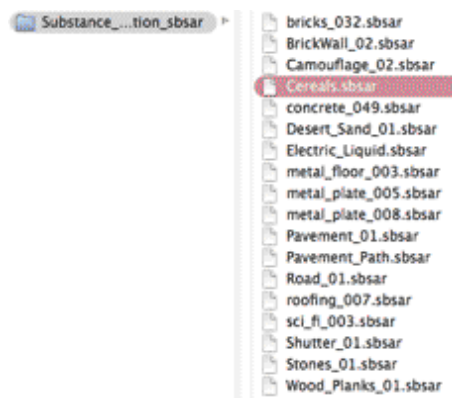 Substance_...tion_sbsar
bricks_032.sbsar
BrickWall_02.sbsar
Camouflage_02.sbsar
Cereals.sbsar
concrete_049.sbsar
Desert_Sand_01.sbsar
Electric_Liquid.sbsar
metal_floor_003.sbsar
metal_plate_005.sbsar
metal_plate_008.sbsar
Pavement_01.sbsar
Pavement_Path.sbsar
Road_01.sbsar
roofing_007.sbsar
sci_fi_003.sbsar
Shutter_01.sbsar
Stones_01.sbsar
Wood_Planks_01.sbsar